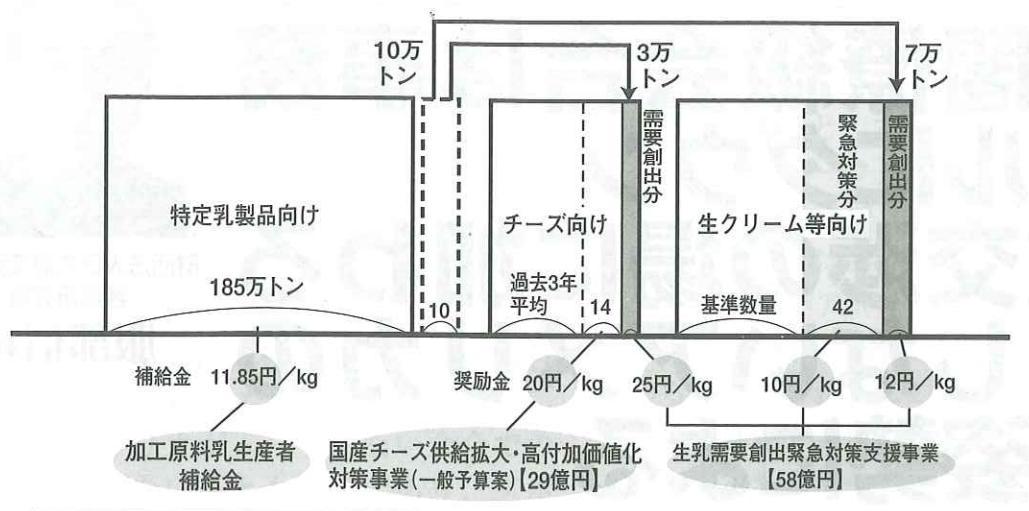 10万
トン
3万
トン
7万
トン
特定乳製品向け
185万トン
10
チーズ向け
過去3年
平均
14
需要創出分
生クリーム等向け
基準数量
緊急対策分
42
需要創出分
補給金 11.85円/kg
奨励金 20円/kg
25円/kg
10円/kg
12円/kg
加工原料乳生産者
補給金
国産チーズ供給拡大・高付加価値化
対策事業(一般予算案)【29億円】
生乳需要創出緊急対策支援事業
【58億円】